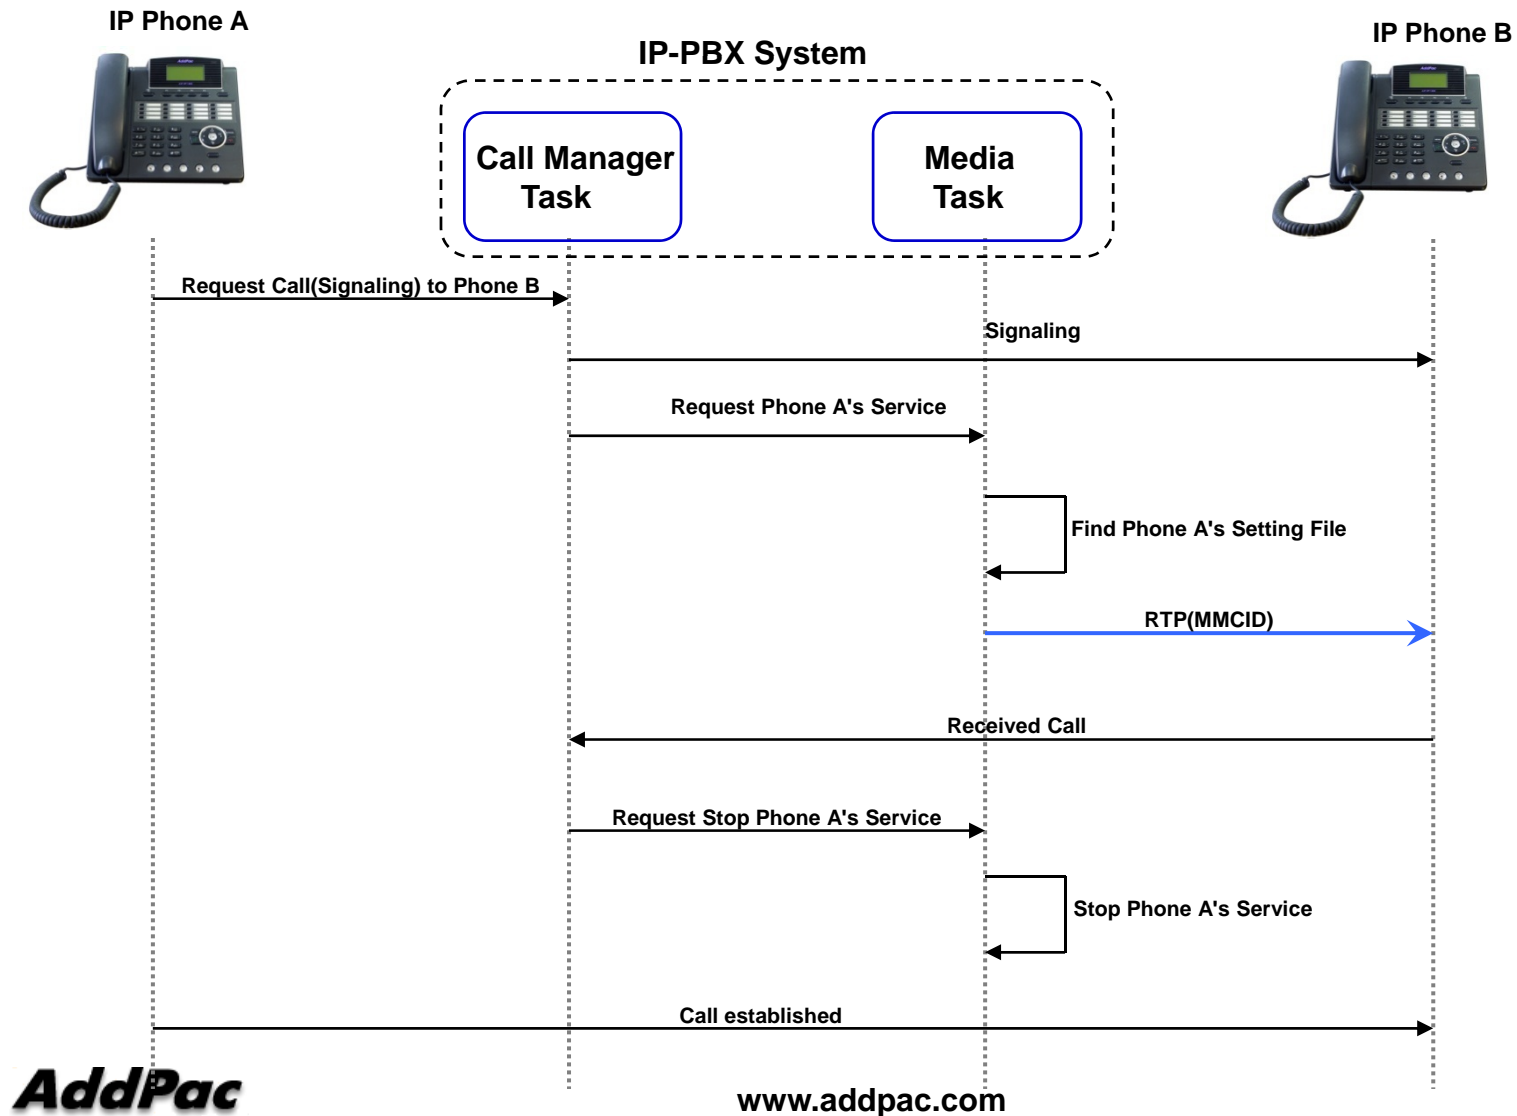 IP Phone A
IP Phone B
IP-PBX System
Call Manager
Task
Media
Task
Request Call(Signaling) to Phone B
Signaling
Request Phone A's Service
Find Phone A's Setting File
RTP(MMCID)
Received Call
Request Stop Phone A's Service
Stop Phone A's Service
Call established
AddPac
www.addpac.com